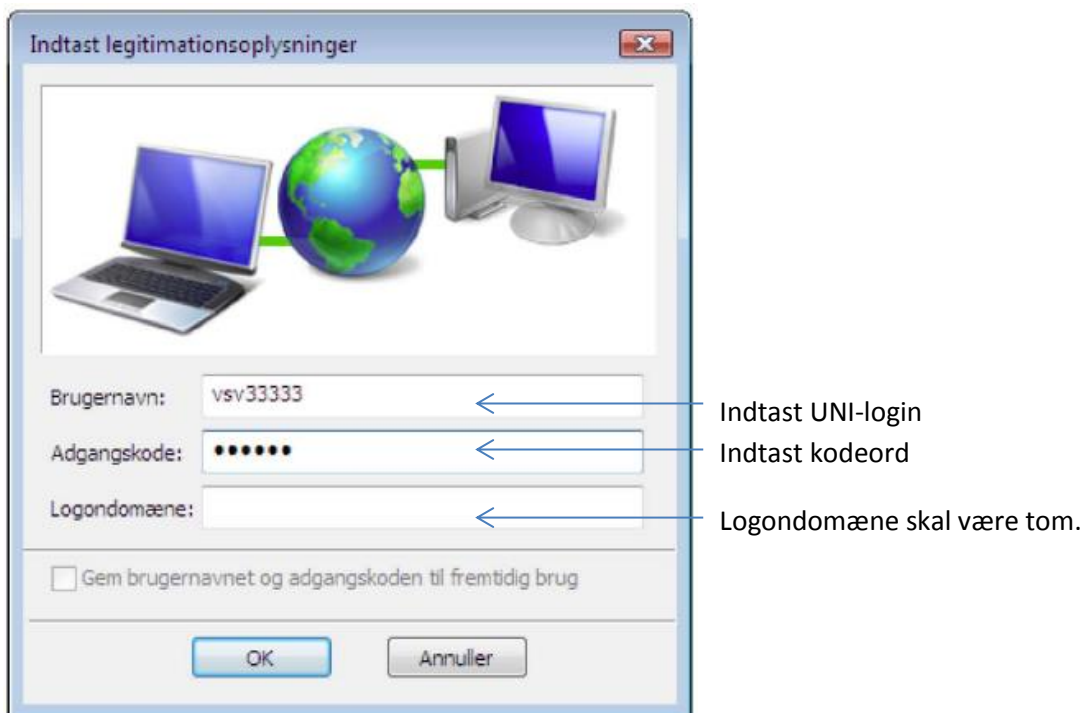 Indtast legitimationsoplysninger
Brugernavn: vsv33333
Indtast UNI-login
Adgangskode: ••••••
Indtast kodeord
Logondomæne:
Logondomæne skal være tom.
Gem brugernavnet og adgangskoden til fremtidig brug
OK Annuller